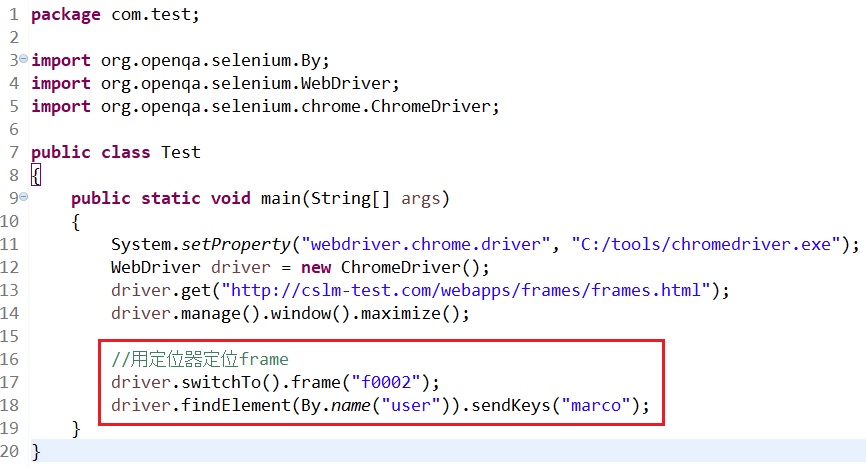 1 package com.test;
2
3 import org.openqa.selenium.By;
4 import org.openqa.selenium.WebDriver;
5 import org.openqa.selenium.chrome.ChromeDriver;
6
7 public class Test
8 {
9     public static void main(String[] args)
10     {
11         System.setProperty("webdriver.chrome.driver", "C:/tools/chromedriver.exe");
12         WebDriver driver = new ChromeDriver();
13         driver.get("http://cslm-test.com/webapps/frames/frames.html");
14         driver.manage().window().maximize();
15
16         //用定位器定位frame
17         driver.switchTo().frame("f0002");
18         driver.findElement(By.name("user")).sendKeys("marco");
19     }
20 }